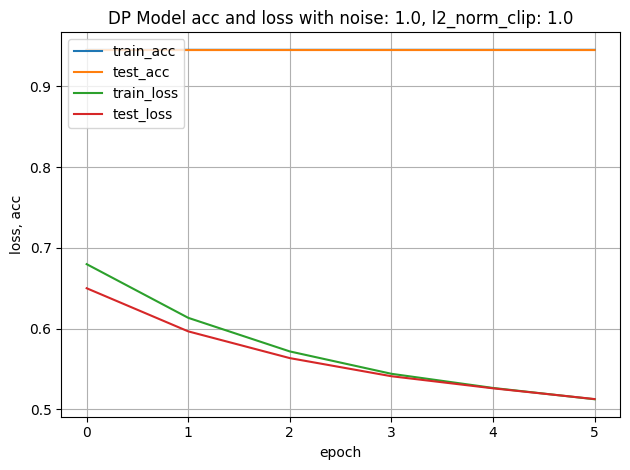 DP Model acc and loss with noise: 1.0, l2_norm_clip: 1.0
train_acc
test_acc
train_loss
test_loss
0.9
0.8
0.7
0.6
0.5
loss, acc
0 1 2 3 4 5
epoch